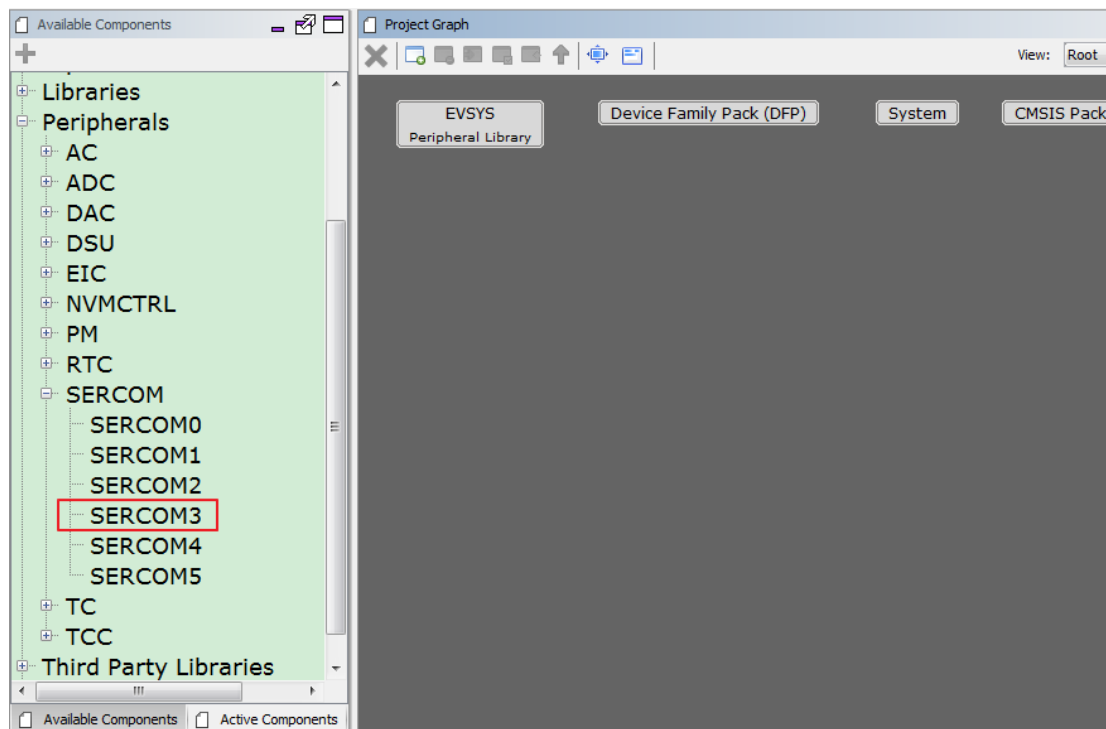 Available Components
Project Graph
View: Root
Libraries
Peripherals
AC
ADC
DAC
DSU
EIC
NVMCTRL
PM
RTC
SERCOM
SERCOM0
SERCOM1
SERCOM2
SERCOM3
SERCOM4
SERCOM5
TC
TCC
Third Party Libraries
Available Components
Active Components
EVSYS
Peripheral Library
Device Family Pack (DFP)
System
CMSIS Pack